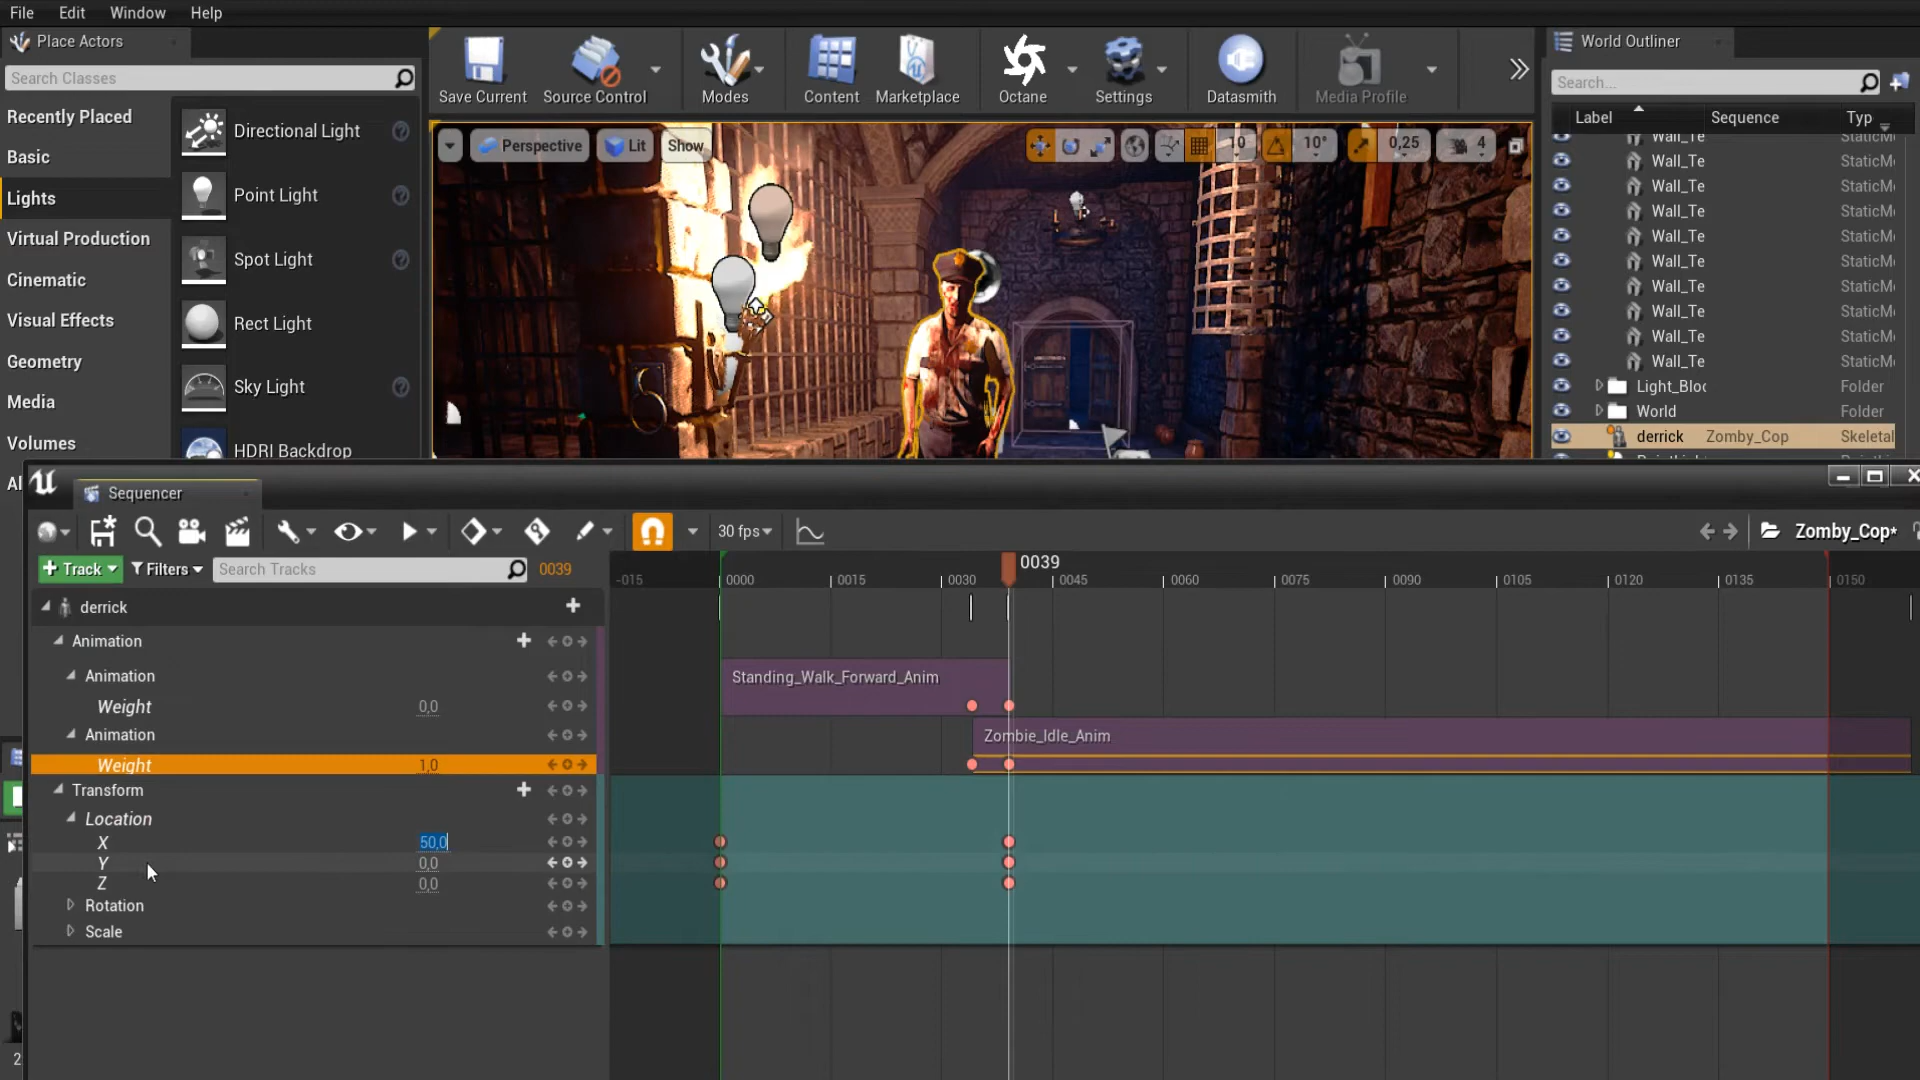 File Edit Window Help
Place Actors
Search Classes
Recently Placed
Basic
Lights
Virtual Production
Cinematic
Visual Effects
Geometry
Media
Volumes
Al
Directional Light
Point Light
Spot Light
Rect Light
Sky Light
HDRI Backdrop
Save Current Source Control Modes Content Marketplace Octane Settings Datasmith Media Profile
Perspective Lit Show 10 10° 0,25 4
World Outliner
Search...
Label Sequence Typ
Wall_Te StaticM
Wall_Te StaticM
Wall_Te StaticM
Wall_Te StaticM
Wall_Te StaticM
Wall_Te StaticM
Wall_Te StaticM
Wall_Te StaticM
Wall_Te StaticM
Wall_Te StaticM
Light_Bloc Folder
World Folder
derrick Zomby_Cop Skeletal
Sequencer
30 fps Zomby_Cop*
Track Filters Search Tracks 0039
0039
-015 0000 0015 0030 0045 0060 0075 0090 0105 0120 0135 0150
derrick
Animation
Animation
Weight 0,0
Animation
Weight 1,0
Transform
Location
X 50,0
Y 0,0
Z 0,0
Rotation
Scale
Standing_Walk_Forward_Anim
Zombie_Idle_Anim
2